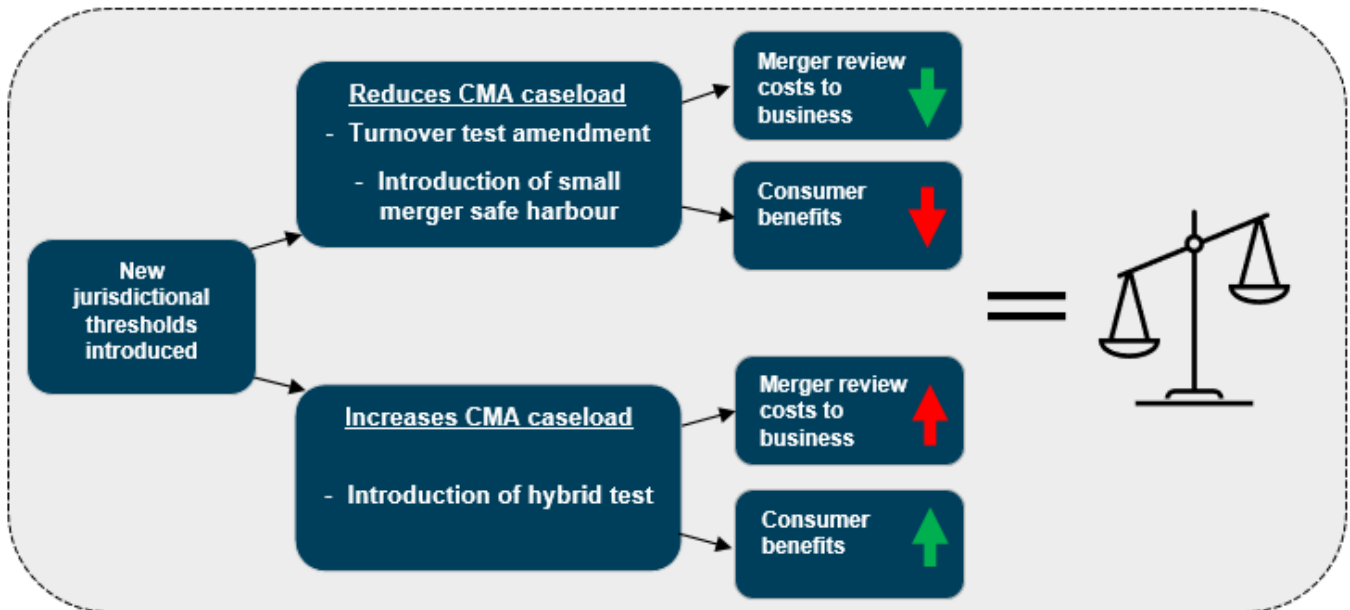 New
jurisdictional
thresholds
introduced
Reduces CMA caseload
- Turnover test amendment
- Introduction of small
merger safe harbour
Merger review
costs to
business
Consumer
benefits
Increases CMA caseload
- Introduction of hybrid test
Merger review
costs to
business
Consumer
benefits
=